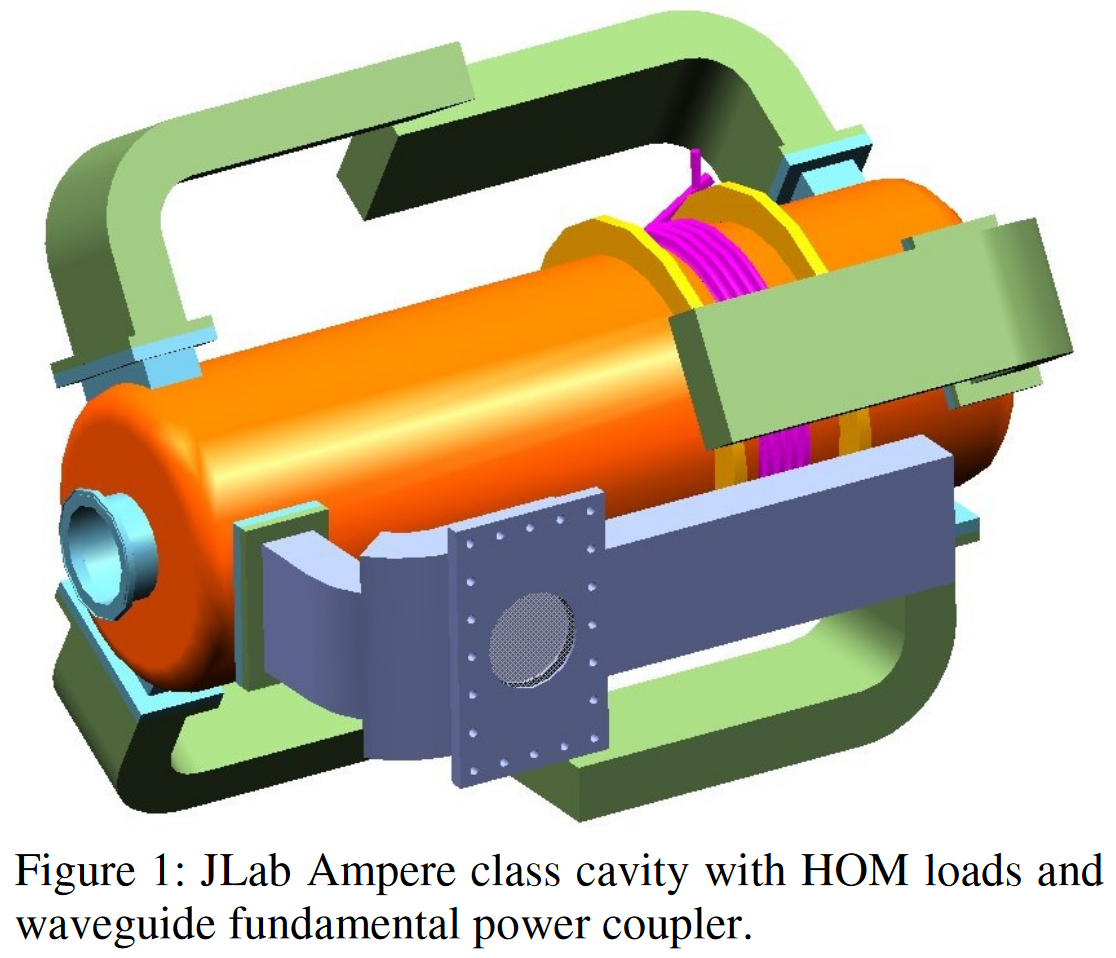 Figure 1: JLab Ampere class cavity with HOM loads and
waveguide fundamental power coupler.